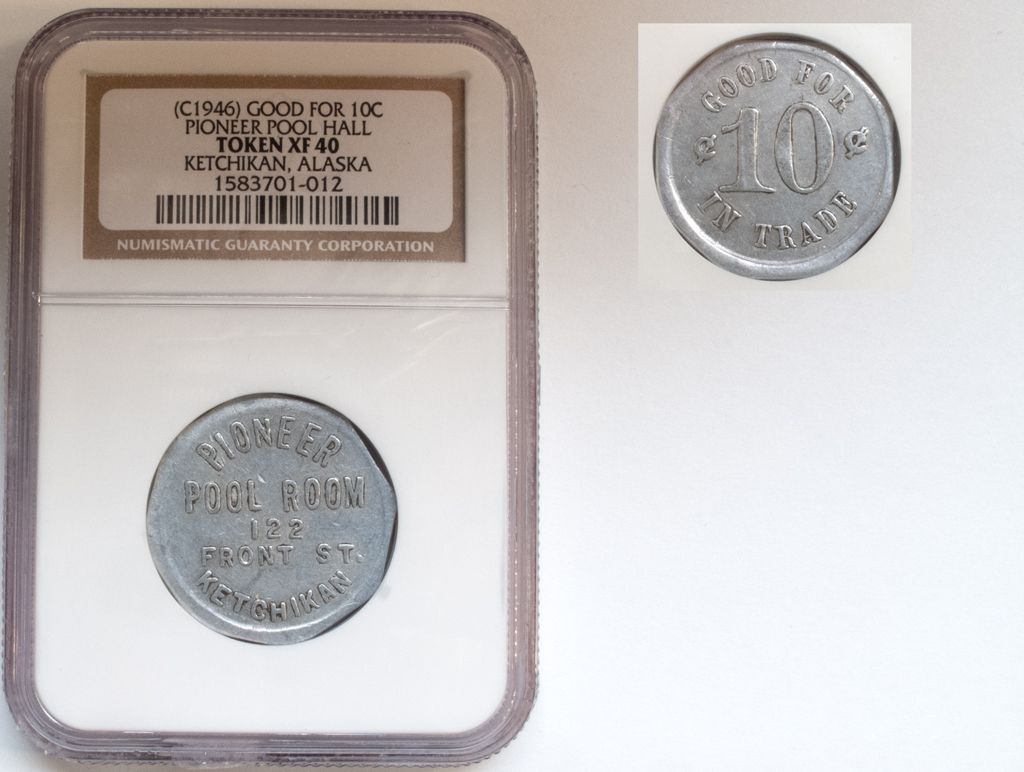 (C1946) GOOD FOR 10C
PIONEER POOL HALL
TOKEN XF 40
KETCHIKAN, ALASKA
1583701-012
NUMISMATIC GUARANTY CORPORATION
PIONEER
POOL ROOM
122
FRONT ST.
KETCHIKAN
GOOD FOR
10
IN TRADE